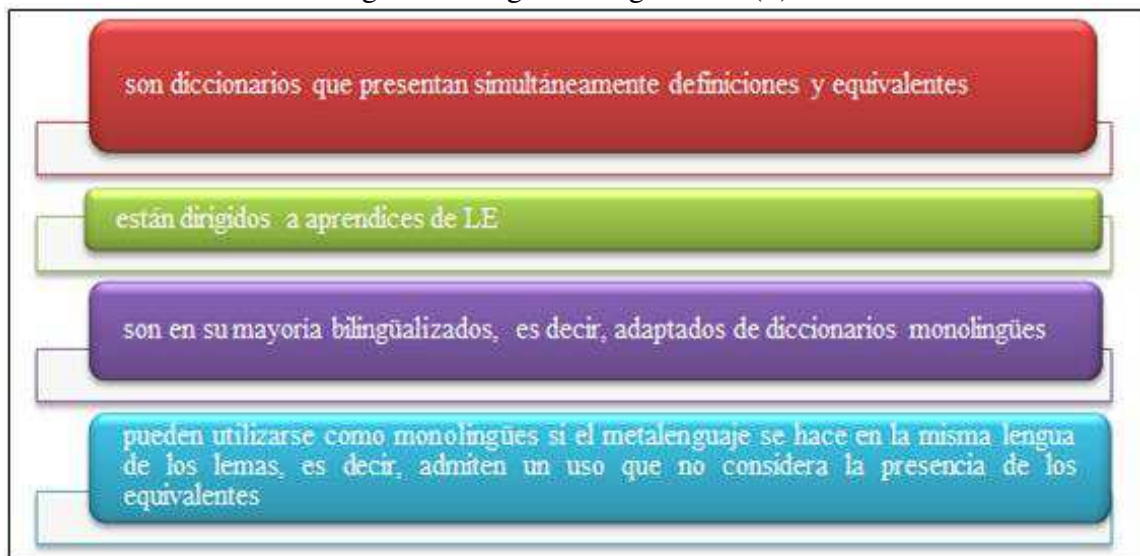 son diccionarios que presentan simultáneamente definiciones y equivalentes
están dirigidos a aprendices de LE
son en su mayoria bilingüalizados, es decir, adaptados de diccionarios monolingües
pueden utilizarse como monolingües si el metalenguaje se hace en la misma lengua
de los lemas, es decir, admiten un uso que no considera la presencia de los
equivalentes